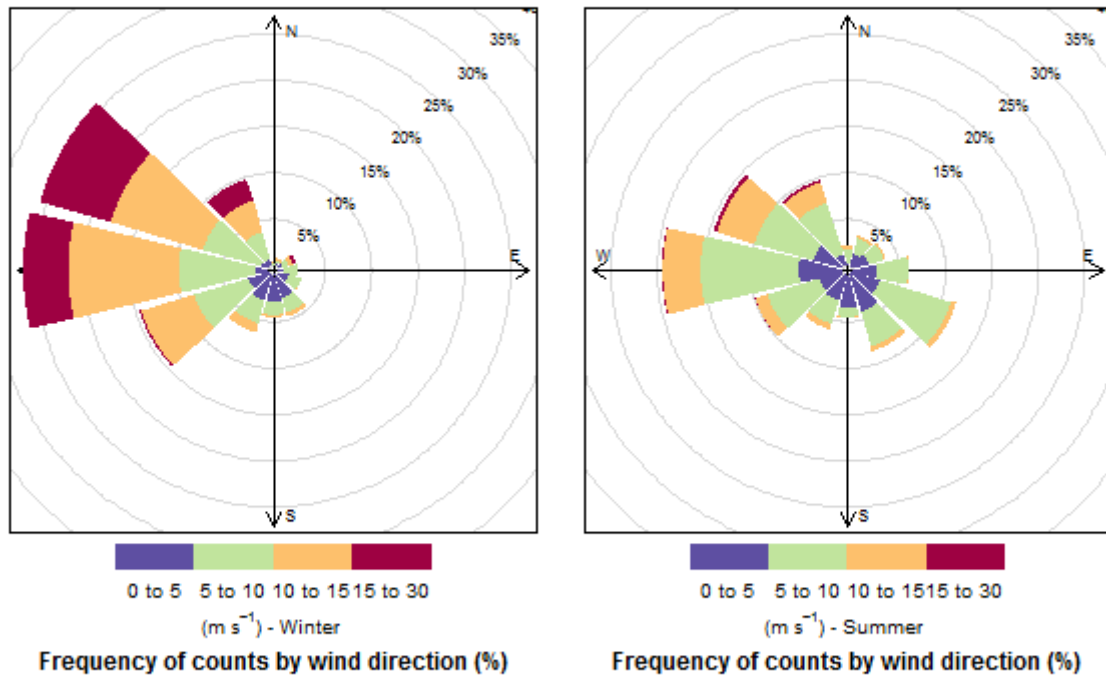 N
35%
30%
25%
20%
15%
10%
5%
E
S
0 to 5 5 to 10 10 to 15 15 to 30
(m s⁻¹) - Winter
Frequency of counts by wind direction (%)
N
35%
30%
25%
20%
15%
10%
5%
W
E
S
0 to 5 5 to 10 10 to 15 15 to 30
(m s⁻¹) - Summer
Frequency of counts by wind direction (%)